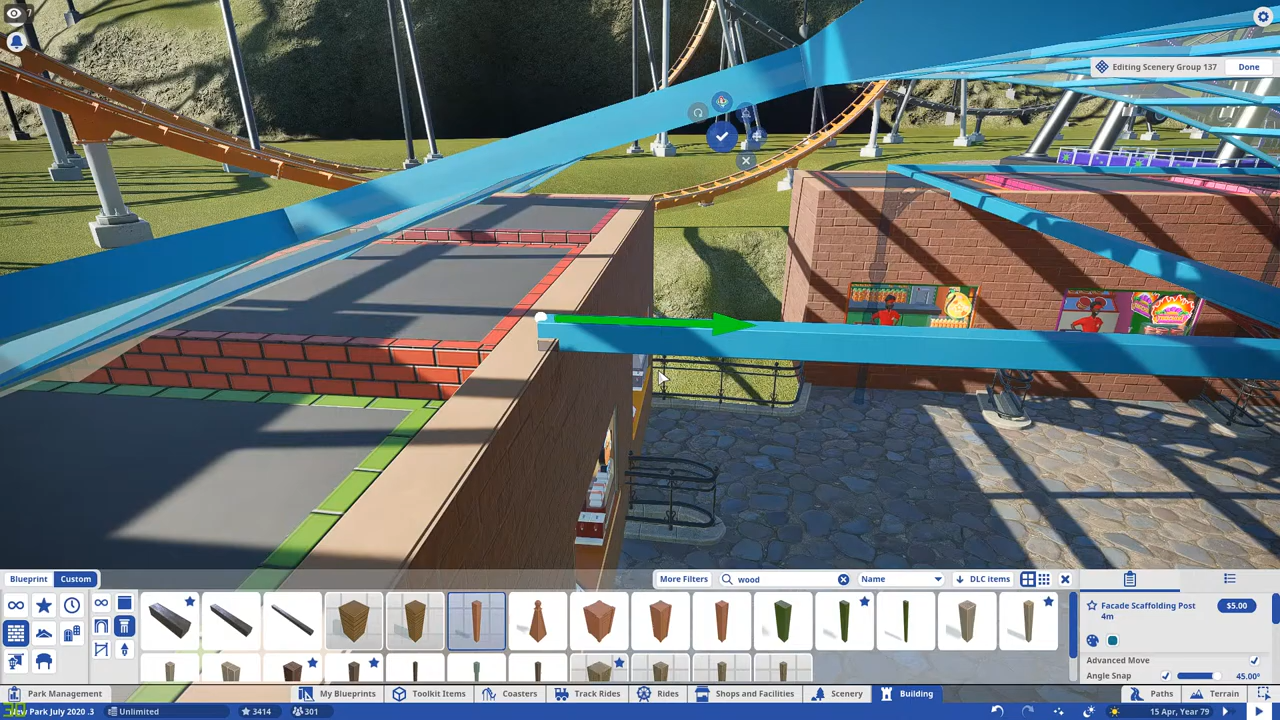 Editing Scenery Group 137 Done
Blueprint Custom
More Filters wood Name DLC items
Facade Scaffolding Post 4m $5.00
Advanced Move
Angle Snap 45.00°
Park Management My Blueprints Toolkit Items Coasters Track Rides Rides Shops and Facilities Scenery Building Paths Terrain
New Park July 2020 .3 Unlimited 3414 301 15 Apr, Year 79
30